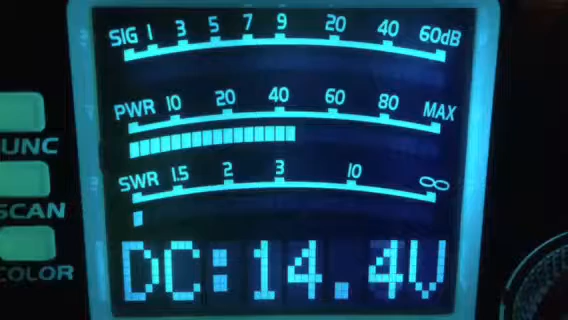 SIG 1 3 5 7 9 20 40 60dB
PWR 10 20 40 60 80 MAX
UNC
SWR 1.5 2 3 10 ∞
SCAN
DC:14.4V
COLOR